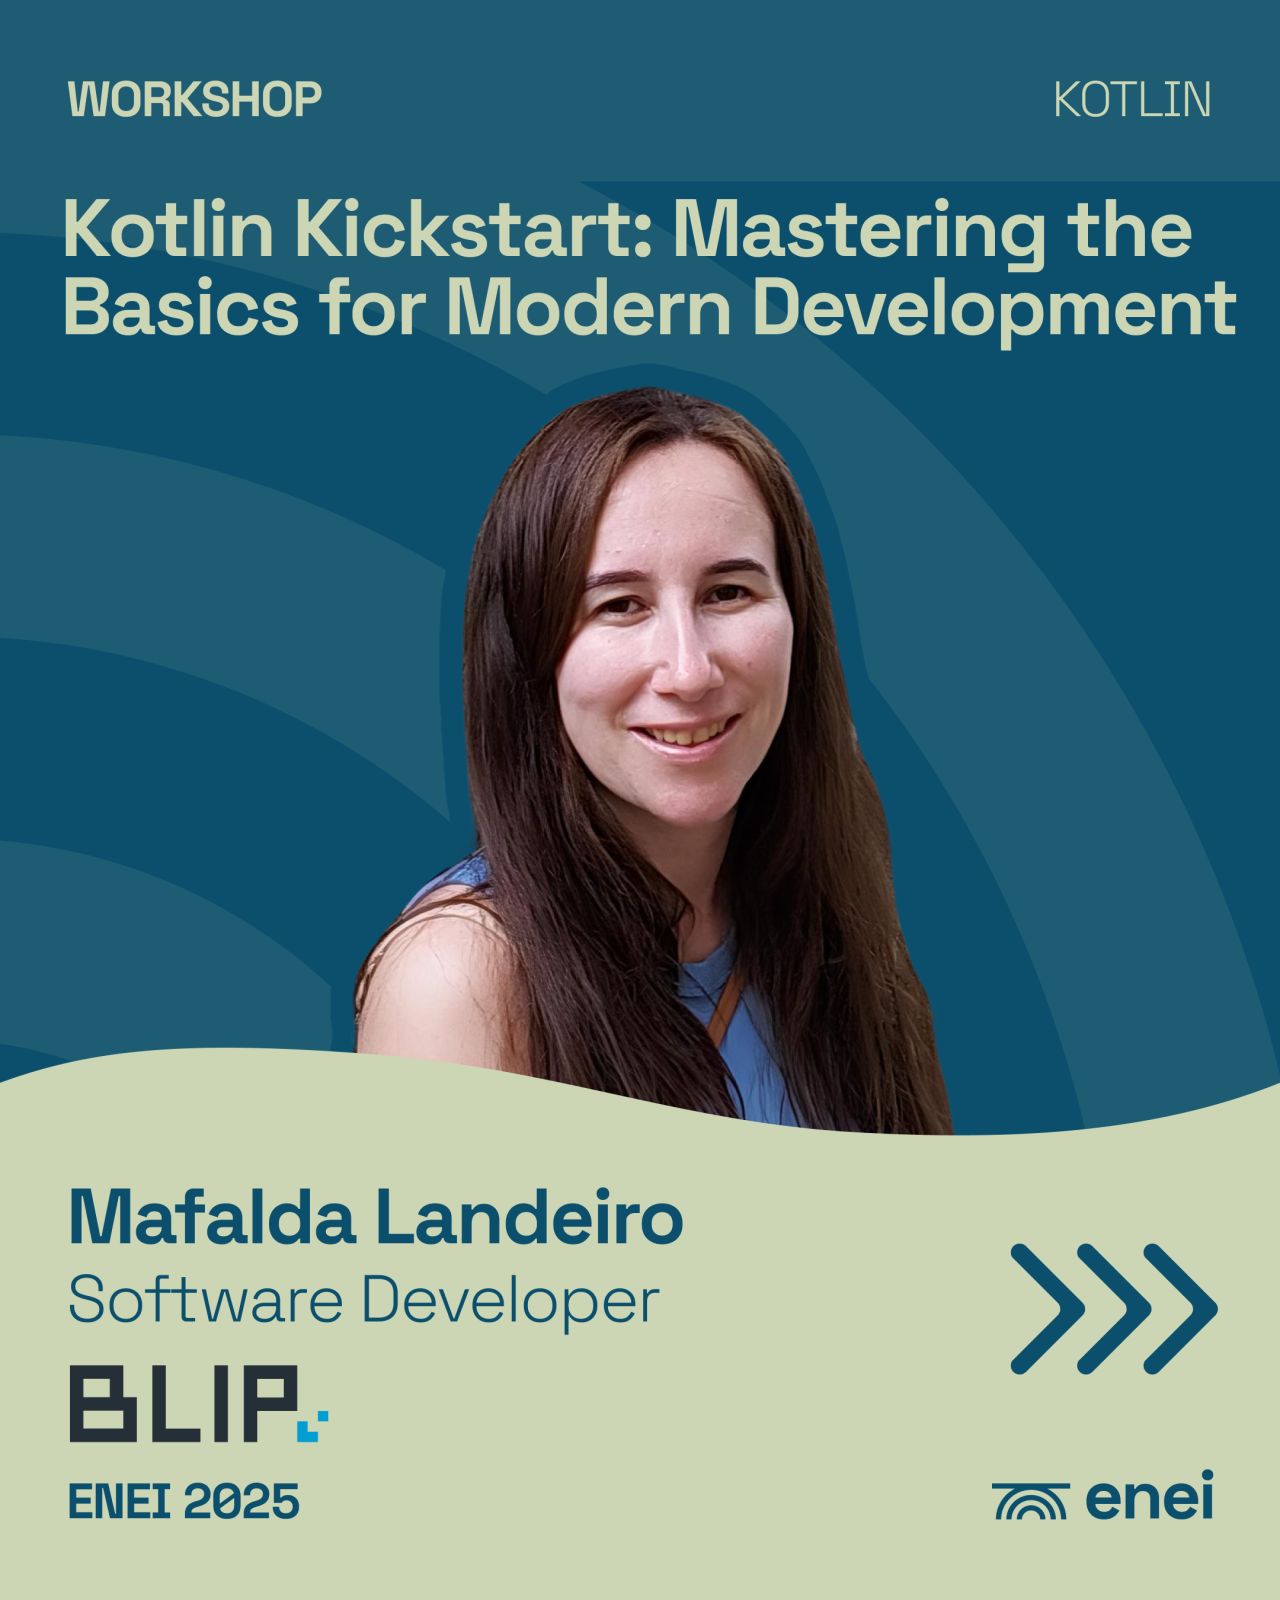 WORKSHOP
KOTLIN
Kotlin Kickstart: Mastering the
Basics for Modern Development
Mafalda Landeiro
Software Developer
BLIP
ENEI 2025
enei